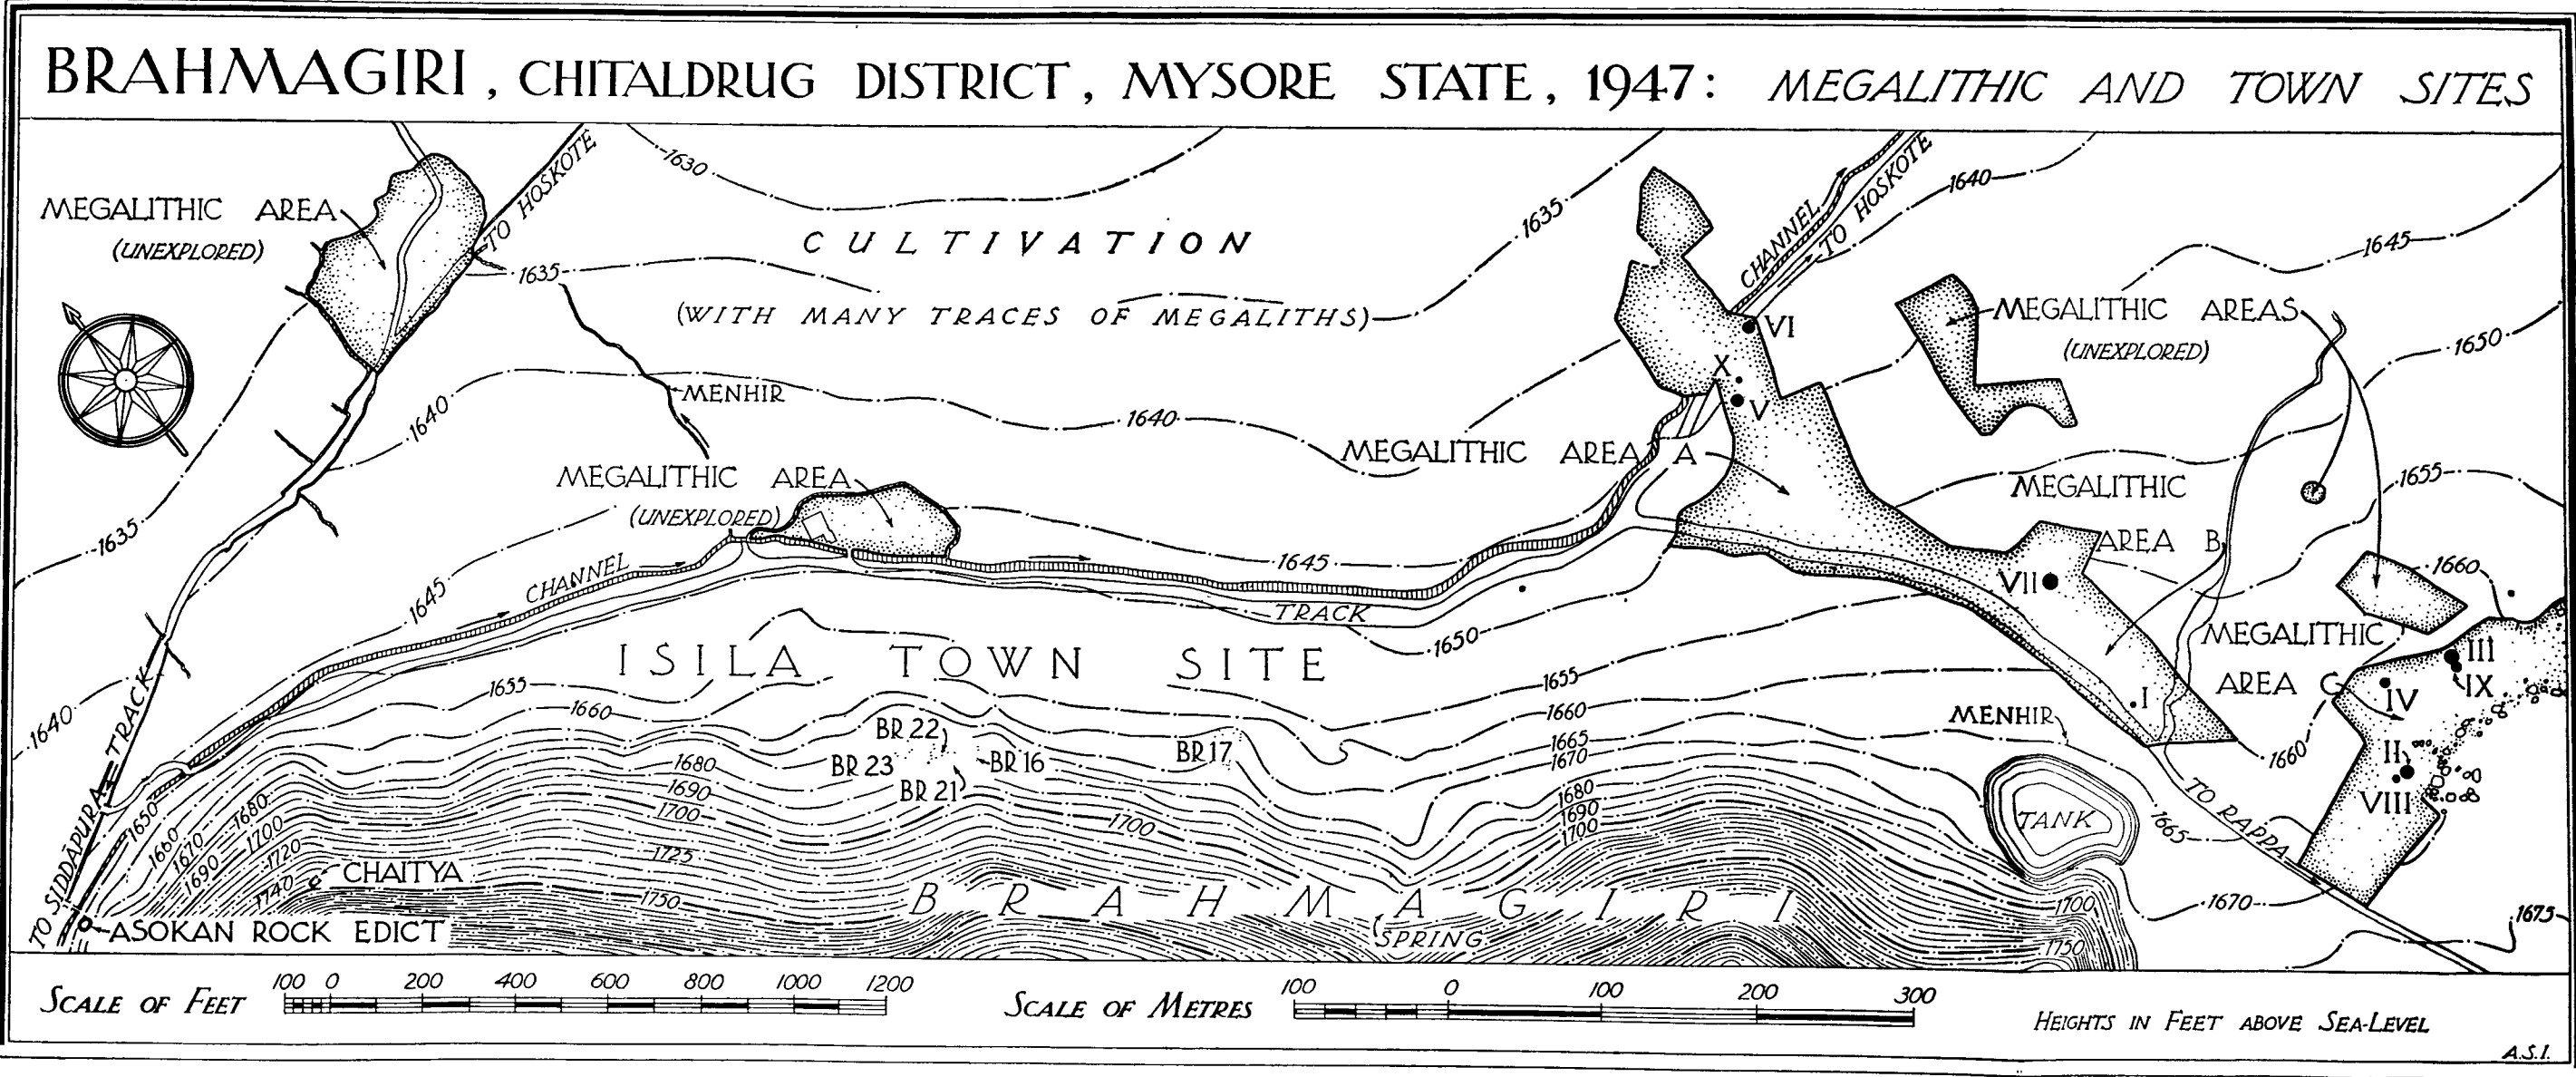 BRAHMAGIRI, CHITALDRUG DISTRICT, MYSORE STATE, 1947: MEGALITHIC AND TOWN SITES
MEGALITHIC AREA
(UNEXPLORED)
TO HOSKOTE
1630
CULTIVATION
(WITH MANY TRACES OF MEGALITHS)
1635
1635
CHANNEL
TO HOSKOTE
1640
1645
MEGALITHIC AREAS
(UNEXPLORED)
1650
VI
X
V
MENHIR
1640
1640
MEGALITHIC AREA A
MEGALITHIC AREA
(UNEXPLORED)
1635
1645
CHANNEL
1645
TRACK
1650
MEGALITHIC
AREA B
1655
1660
VII
I
MEGALITHIC
AREA C
III
IX
IV
II
VIII
ISILA TOWN SITE
1640
TRACK
1655
1660
BR 22
BR 23
BR 16
BR 21
BR 17
1655
1660
1665
1670
1680
1690
1700
MENHIR
TANK
1660
1665
TO RAPPA
1670
1675
1680
1690
1700
1725
1750
1700
1650
1660
1670
1680
1690
1700
1720
1740
CHAITYA
BRAHMAGIRI
SPRING
1700
1750
TO SIDDĀPURA
ASOKAN ROCK EDICT
SCALE OF FEET
100 0 200 400 600 800 1000 1200
SCALE OF METRES
100 0 100 200 300
HEIGHTS IN FEET ABOVE SEA-LEVEL
A.S.I.